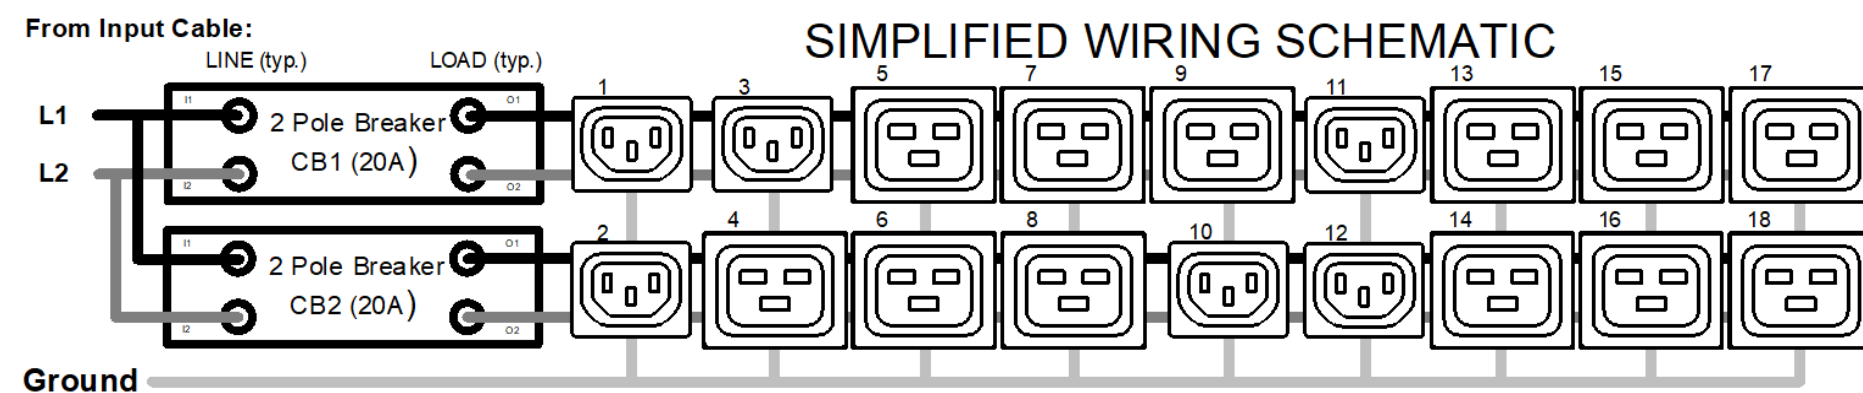 From Input Cable:
SIMPLIFIED WIRING SCHEMATIC
LINE (typ.) LOAD (typ.)
1 3 5 7 9 11 13 15 17
I1 O1
L1
2 Pole Breaker
CB1 (20A)
L2
I2 O2
2 4 6 8 10 12 14 16 18
I1 O1
2 Pole Breaker
CB2 (20A)
I2 O2
Ground